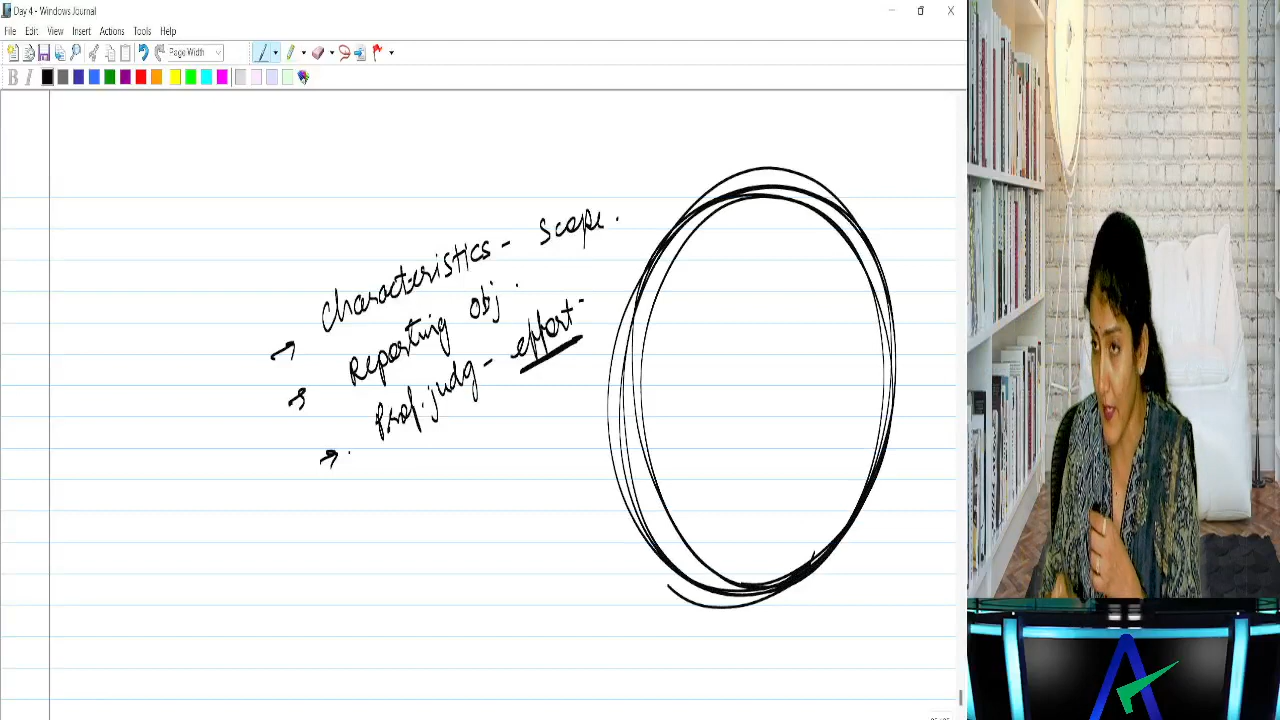 Day 4 - Windows Journal
File Edit View Insert Actions Tools Help
Page Width
B I
→ characteristics - Scope.
→ Reporting obj.
→ Prof. judg - effort-